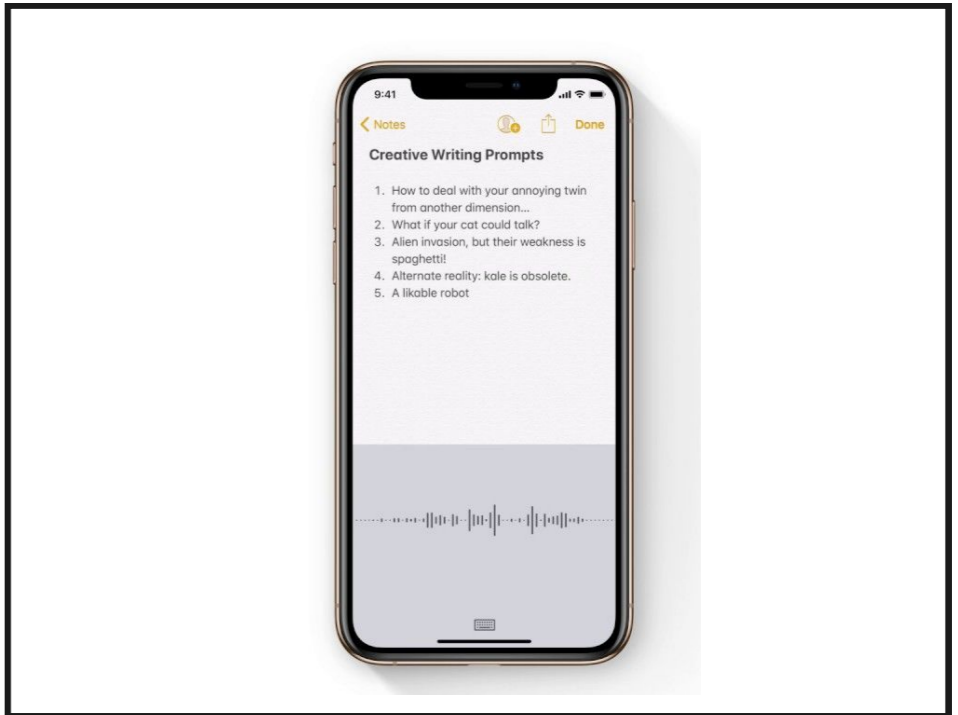 9:41
Notes
Done
Creative Writing Prompts
1. How to deal with your annoying twin
from another dimension...
2. What if your cat could talk?
3. Alien invasion, but their weakness is
spaghetti!
4. Alternate reality: kale is obsolete.
5. A likable robot